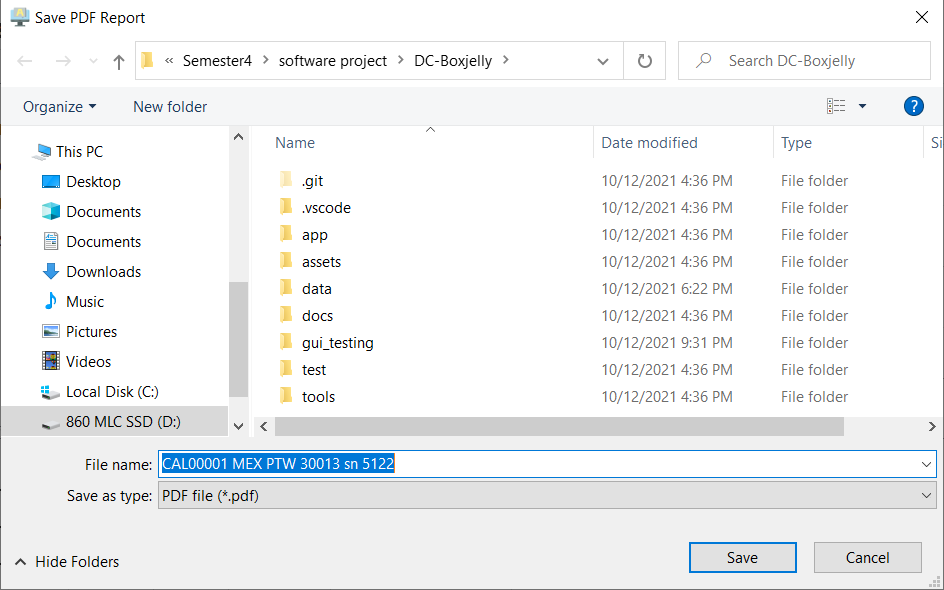 Save PDF Report
« Semester4 > software project > DC-Boxjelly >
Search DC-Boxjelly
Organize
New folder
?
This PC
Desktop
Documents
Documents
Downloads
Music
Pictures
Videos
Local Disk (C:)
860 MLC SSD (D:)
Name Date modified Type Si
.git 10/12/2021 4:36 PM File folder
.vscode 10/12/2021 4:36 PM File folder
app 10/12/2021 4:36 PM File folder
assets 10/12/2021 4:36 PM File folder
data 10/12/2021 6:22 PM File folder
docs 10/12/2021 4:36 PM File folder
gui_testing 10/12/2021 9:31 PM File folder
test 10/12/2021 4:36 PM File folder
tools 10/12/2021 4:36 PM File folder
File name: CAL00001 MEX PTW 30013 sn 5122
Save as type: PDF file (*.pdf)
Hide Folders
Save
Cancel